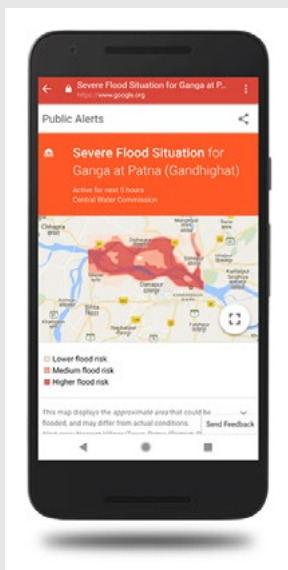 Severe Flood Situation for Ganga at P..
https://www.google.org
Public Alerts
Severe Flood Situation for
Ganga at Patna (Gandhighat)
Active for next 5 hours
Central Water Commission
Chhapra
Danapur
Lower flood risk
Medium flood risk
Higher flood risk
This map displays the approximate area that could be
flooded, and may differ from actual conditions.
Send Feedback